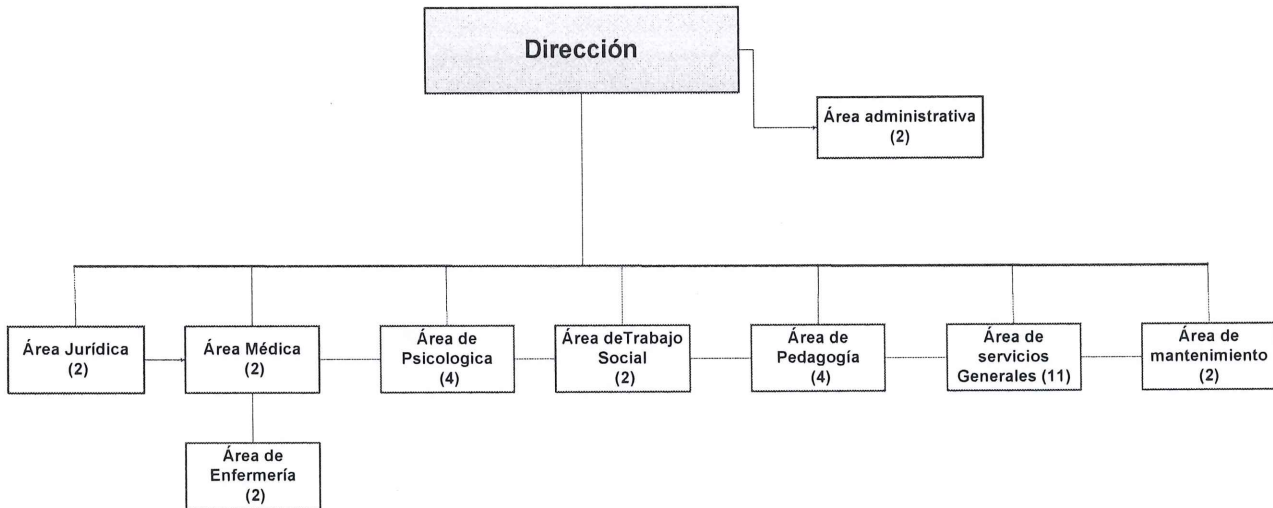 Dirección
Área administrativa
(2)
Área Jurídica
(2)
Área Médica
(2)
Área de
Psicologica
(4)
Área deTrabajo
Social
(2)
Área de
Pedagogía
(4)
Área de
servicios
Generales (11)
Área de
mantenimiento
(2)
Área de
Enfermería
(2)